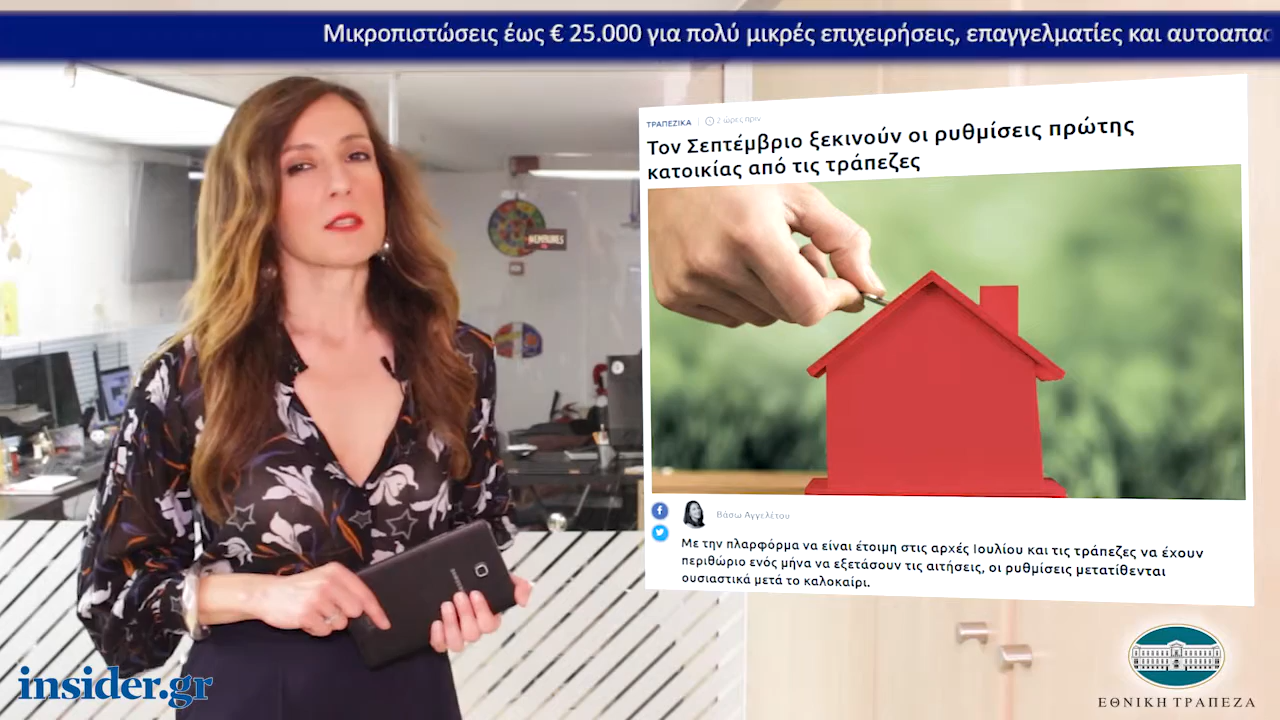 Μικροπιστώσεις έως € 25.000 για πολύ μικρές επιχειρήσεις, επαγγελματίες και αυτοαπασ
ΤΡΑΠΕΖΙΚΑ
2 ώρες πριν
Τον Σεπτέμβριο ξεκινούν οι ρυθμίσεις πρώτης
κατοικίας από τις τράπεζες
MEMPHIS
Βάσω Αγγελέτου
Με την πλαρφόρμα να είναι έτοιμη στις αρχές Ιουλίου και τις τράπεζες να έχουν
περιθώριο ενός μήνα να εξετάσουν τις αιτήσεις, οι ρυθμίσεις μετατίθενται
ουσιαστικά μετά το καλοκαίρι.
SAMSUNG
insider.gr
ΕΘΝΙΚΗ ΤΡΑΠΕΖΑ